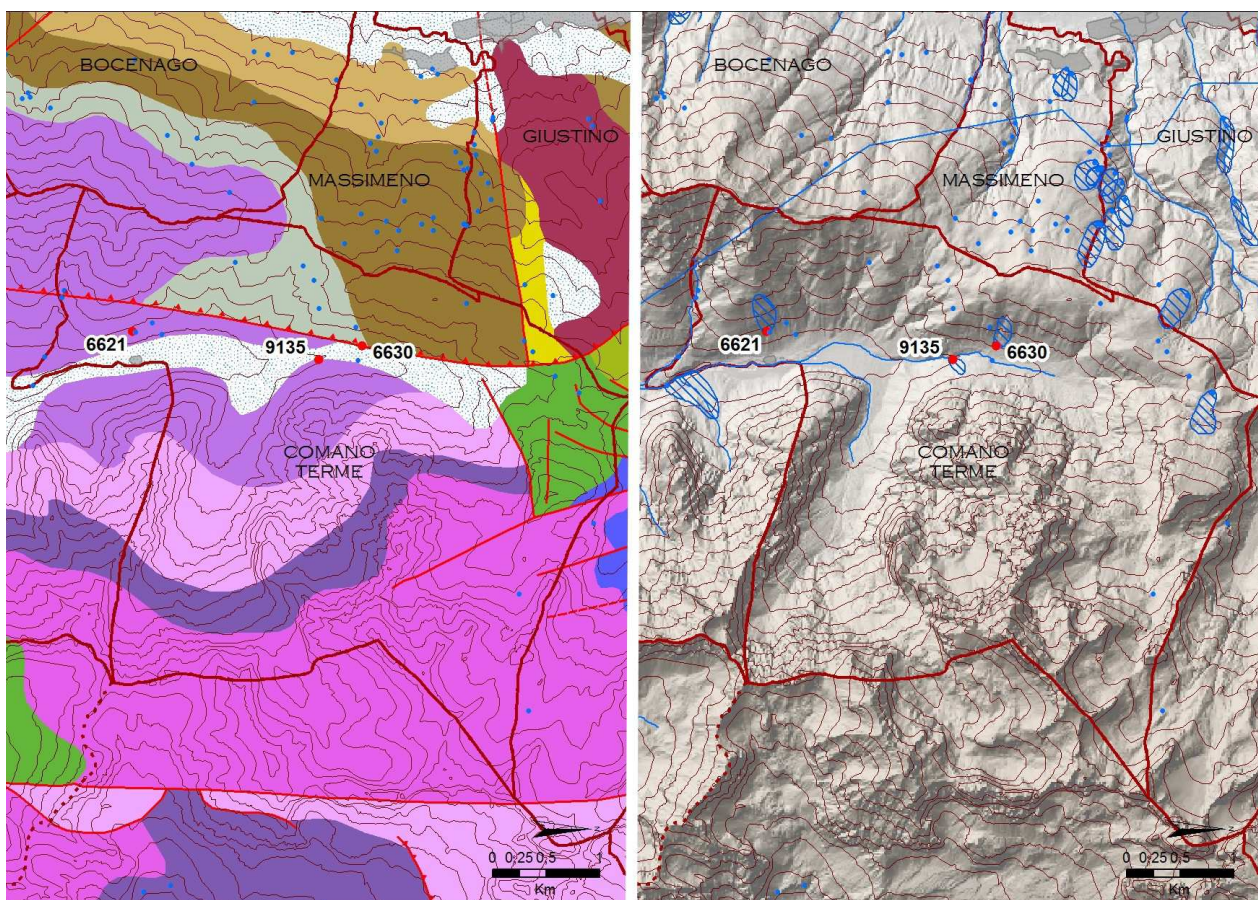 BOCENAGO
GIUSTINO
MASSIMENO
6621
9135
6630
COMANO
TERME
0 0,25 0,5 1
Km
BOCENAGO
GIUSTINO
MASSIMENO
6621
9135
6630
COMANO
TERME
0 0,25 0,5 1
Km